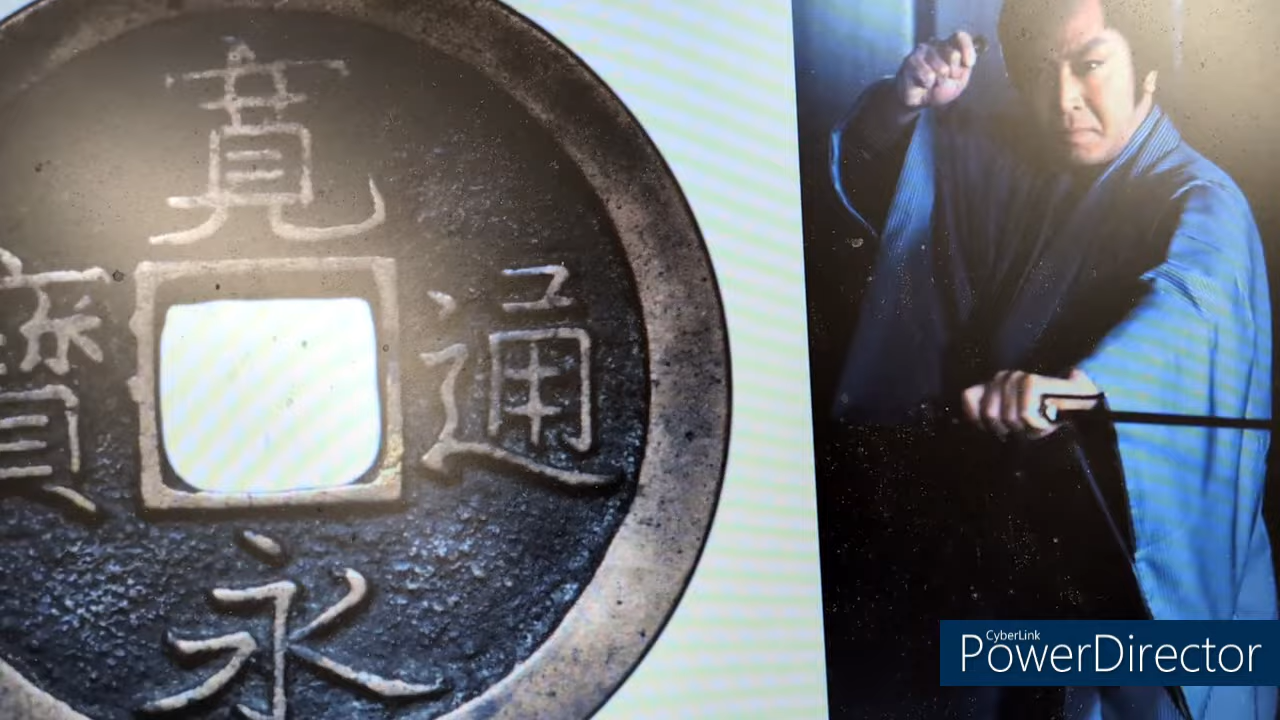 寛
通
寳
永
CyberLink
PowerDirector